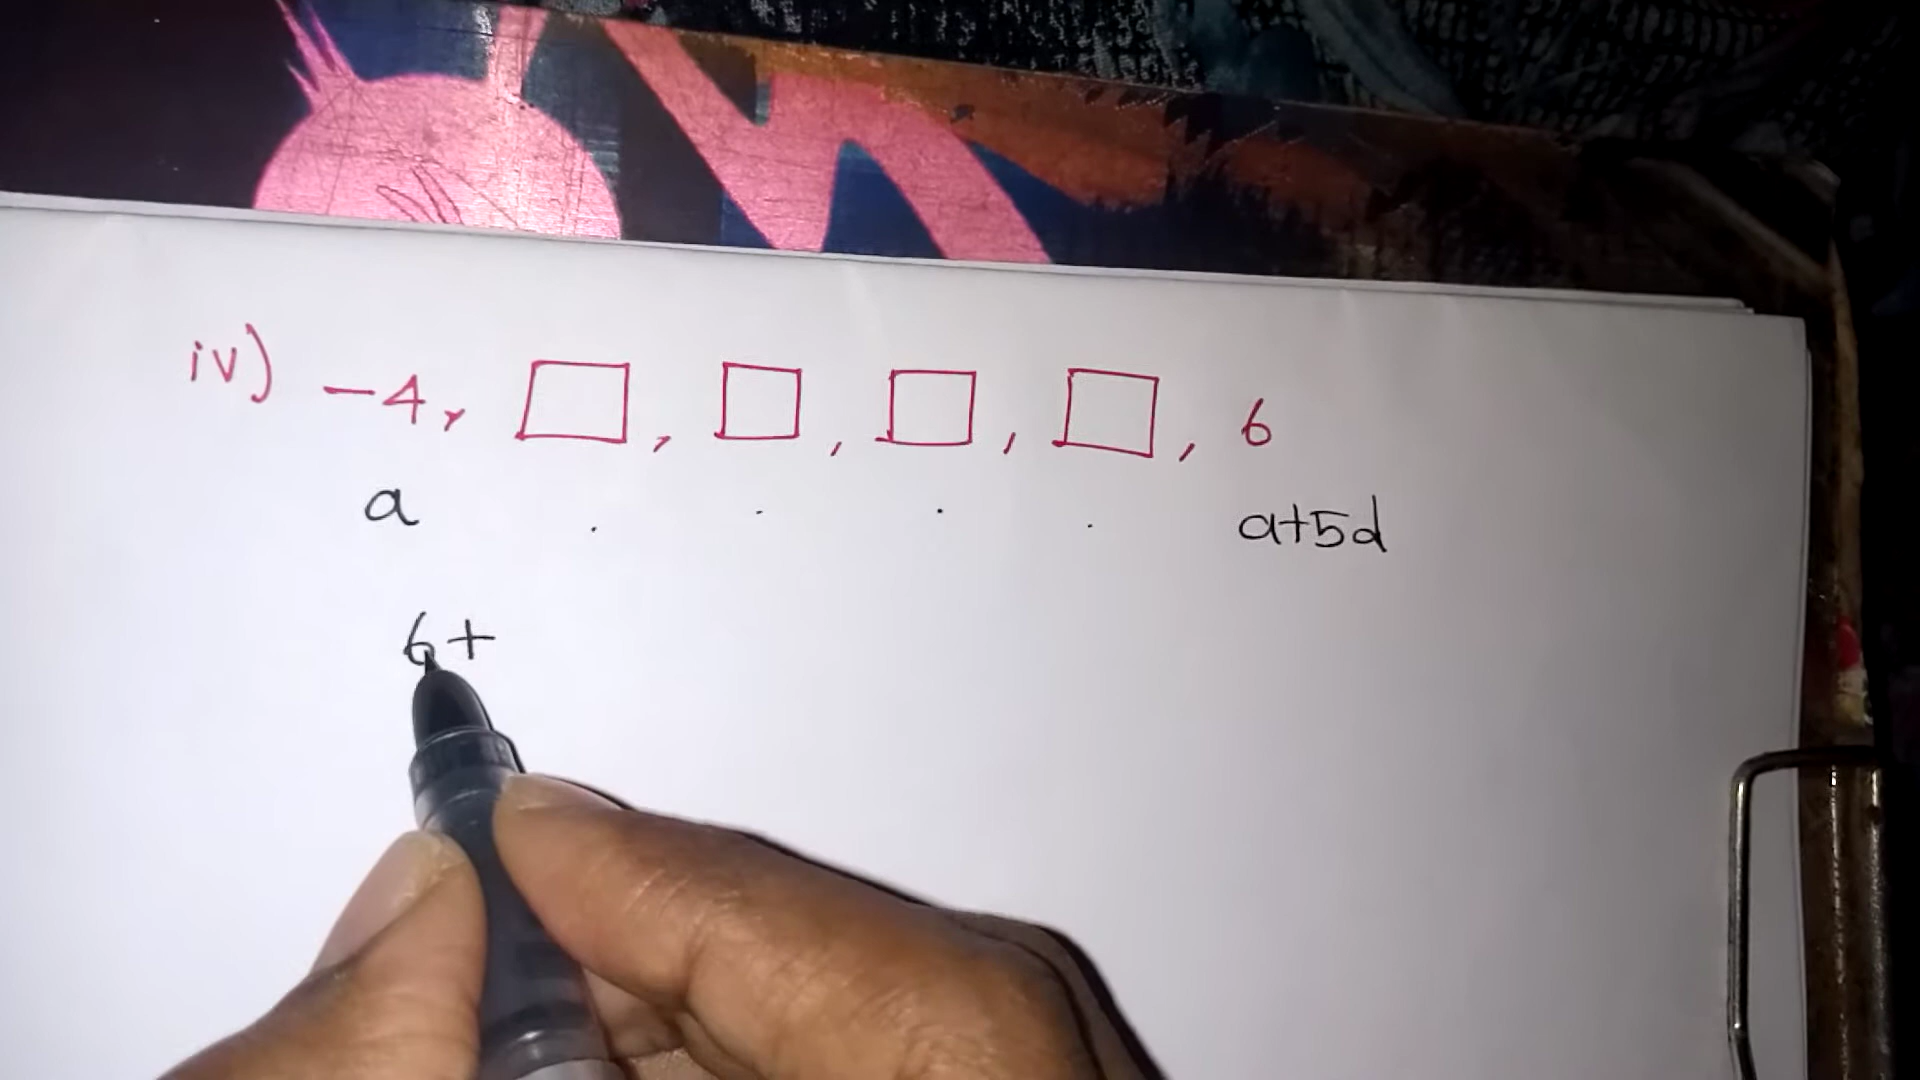 iv) -4, □, □, □, □, 6
a . . . . a+5d
6+